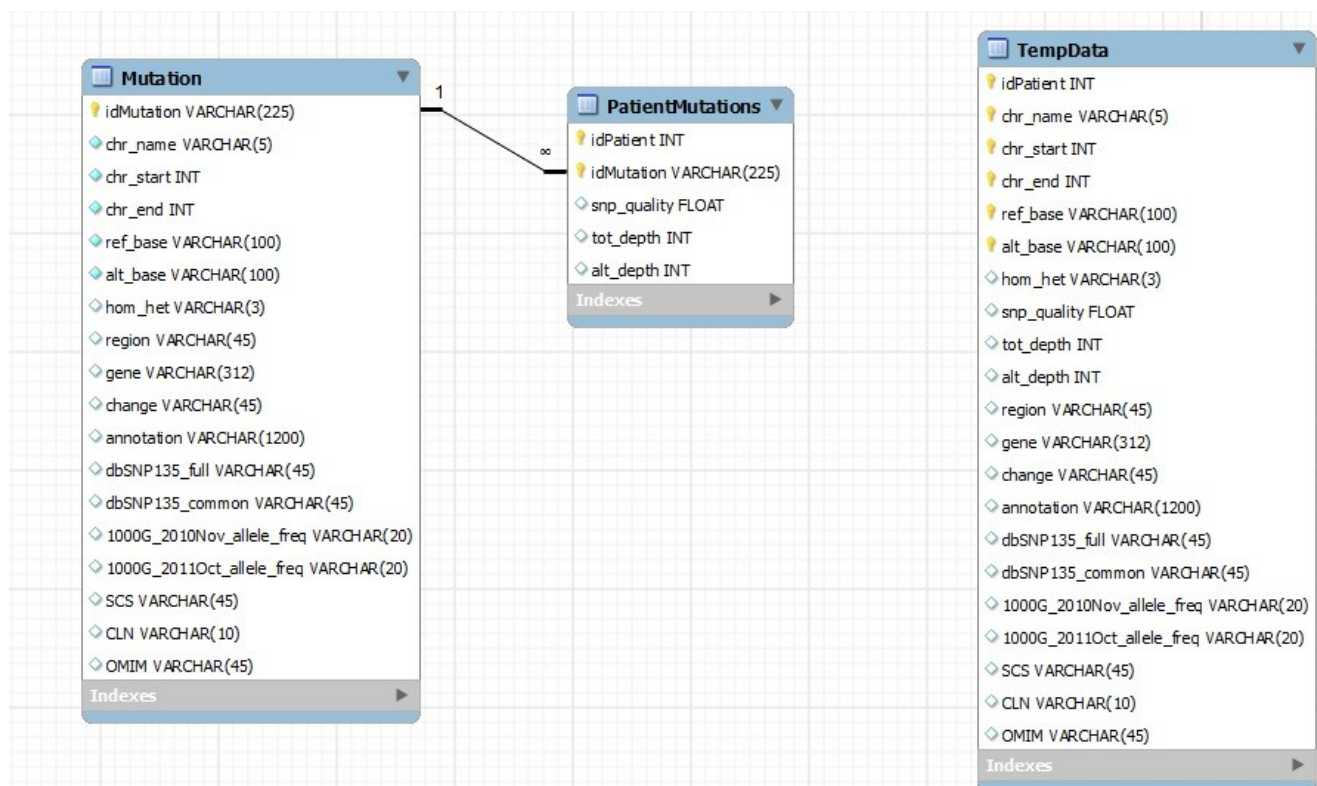 Mutation
idMutation VARCHAR(225)
chr_name VARCHAR(5)
chr_start INT
chr_end INT
ref_base VARCHAR(100)
alt_base VARCHAR(100)
hom_het VARCHAR(3)
region VARCHAR(45)
gene VARCHAR(312)
change VARCHAR(45)
annotation VARCHAR(1200)
dbSNP135_full VARCHAR(45)
dbSNP135_common VARCHAR(45)
1000G_2010Nov_allele_freq VARCHAR(20)
1000G_2011Oct_allele_freq VARCHAR(20)
SCS VARCHAR(45)
CLN VARCHAR(10)
OMIM VARCHAR(45)
Indexes
1
∞
PatientMutations
idPatient INT
idMutation VARCHAR(225)
snp_quality FLOAT
tot_depth INT
alt_depth INT
Indexes
TempData
idPatient INT
chr_name VARCHAR(5)
chr_start INT
chr_end INT
ref_base VARCHAR(100)
alt_base VARCHAR(100)
hom_het VARCHAR(3)
snp_quality FLOAT
tot_depth INT
alt_depth INT
region VARCHAR(45)
gene VARCHAR(312)
change VARCHAR(45)
annotation VARCHAR(1200)
dbSNP135_full VARCHAR(45)
dbSNP135_common VARCHAR(45)
1000G_2010Nov_allele_freq VARCHAR(20)
1000G_2011Oct_allele_freq VARCHAR(20)
SCS VARCHAR(45)
CLN VARCHAR(10)
OMIM VARCHAR(45)
Indexes